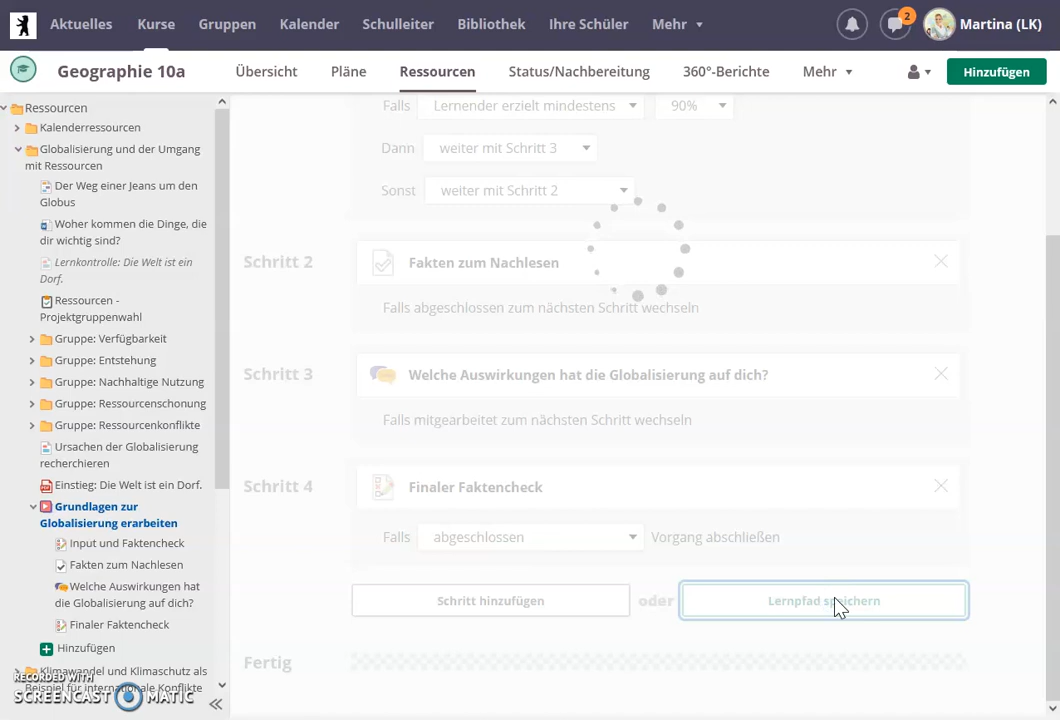 Aktuelles Kurse Gruppen Kalender Schulleiter Bibliothek Ihre Schüler Mehr 2 Martina (LK)
Geographie 10a Übersicht Pläne Ressourcen Status/Nachbereitung 360°-Berichte Mehr Hinzufügen
Ressourcen
Kalenderressourcen
Globalisierung und der Umgang
mit Ressourcen
Der Weg einer Jeans um den
Globus
Woher kommen die Dinge, die
dir wichtig sind?
Lernkontrolle: Die Welt ist ein
Dorf.
Ressourcen -
Projektgruppenwahl
Gruppe: Verfügbarkeit
Gruppe: Entstehung
Gruppe: Nachhaltige Nutzung
Gruppe: Ressourcenschonung
Gruppe: Ressourcenkonflikte
Ursachen der Globalisierung
recherchieren
Einstieg: Die Welt ist ein Dorf.
Grundlagen zur
Globalisierung erarbeiten
Input und Faktencheck
Fakten zum Nachlesen
Welche Auswirkungen hat
die Globalisierung auf dich?
Finaler Faktencheck
Hinzufügen
Klimawandel und Klimaschutz als
Beispiel für internationale Konflikte
RECORDED WITH
SCREENCAST MATIC
Falls Lernender erzielt mindestens 90%
Dann weiter mit Schritt 3
Sonst weiter mit Schritt 2
Schritt 2 Fakten zum Nachlesen
Falls abgeschlossen zum nächsten Schritt wechseln
Schritt 3 Welche Auswirkungen hat die Globalisierung auf dich?
Falls mitgearbeitet zum nächsten Schritt wechseln
Schritt 4 Finaler Faktencheck
Falls abgeschlossen Vorgang abschließen
Schritt hinzufügen oder Lernpfad speichern
Fertig